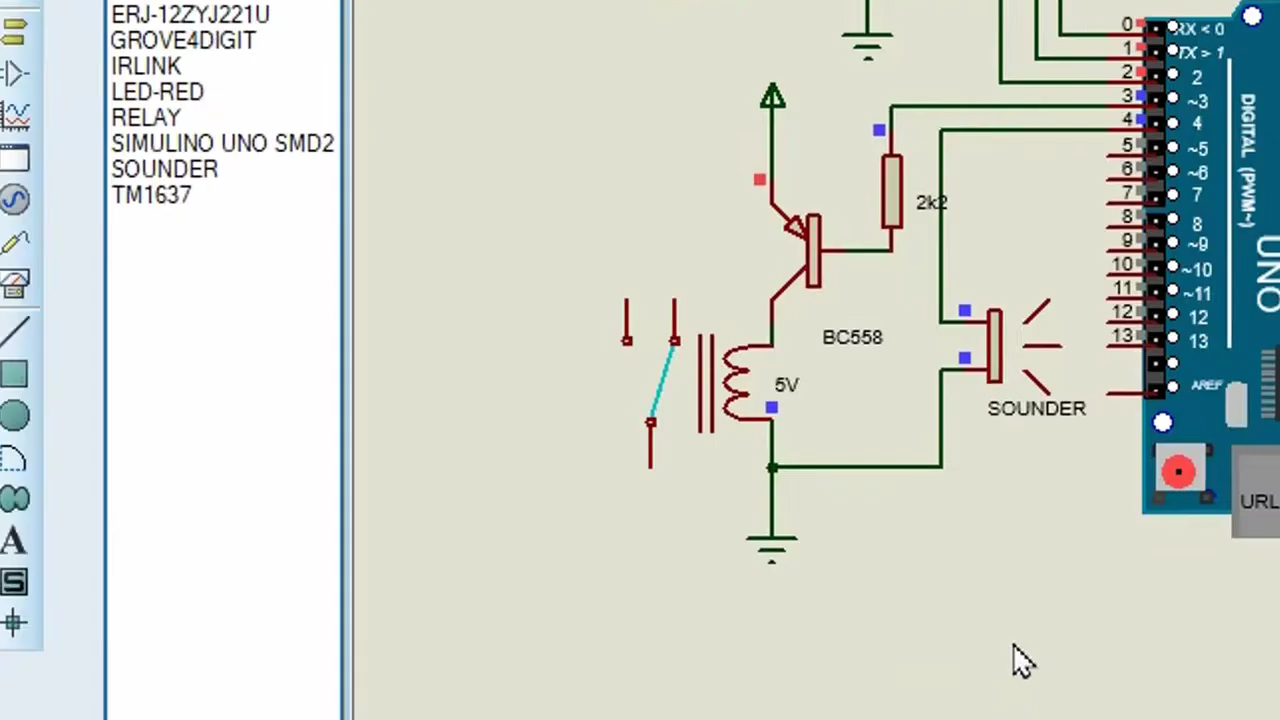 ERJ-12ZYJ221U
GROVE4DIGIT
IRLINK
LED-RED
RELAY
SIMULINO UNO SMD2
SOUNDER
TM1637
A
S
2k2
BC558
5V
SOUNDER
0 RX < 0
1 TX > 1
2 2
3 ~3
4 4
5 ~5
6 ~6
7 7
8 8
9 ~9
10 ~10
11 ~11
12 12
13 13
AREF
DIGITAL (PWM~)
UNO
URL